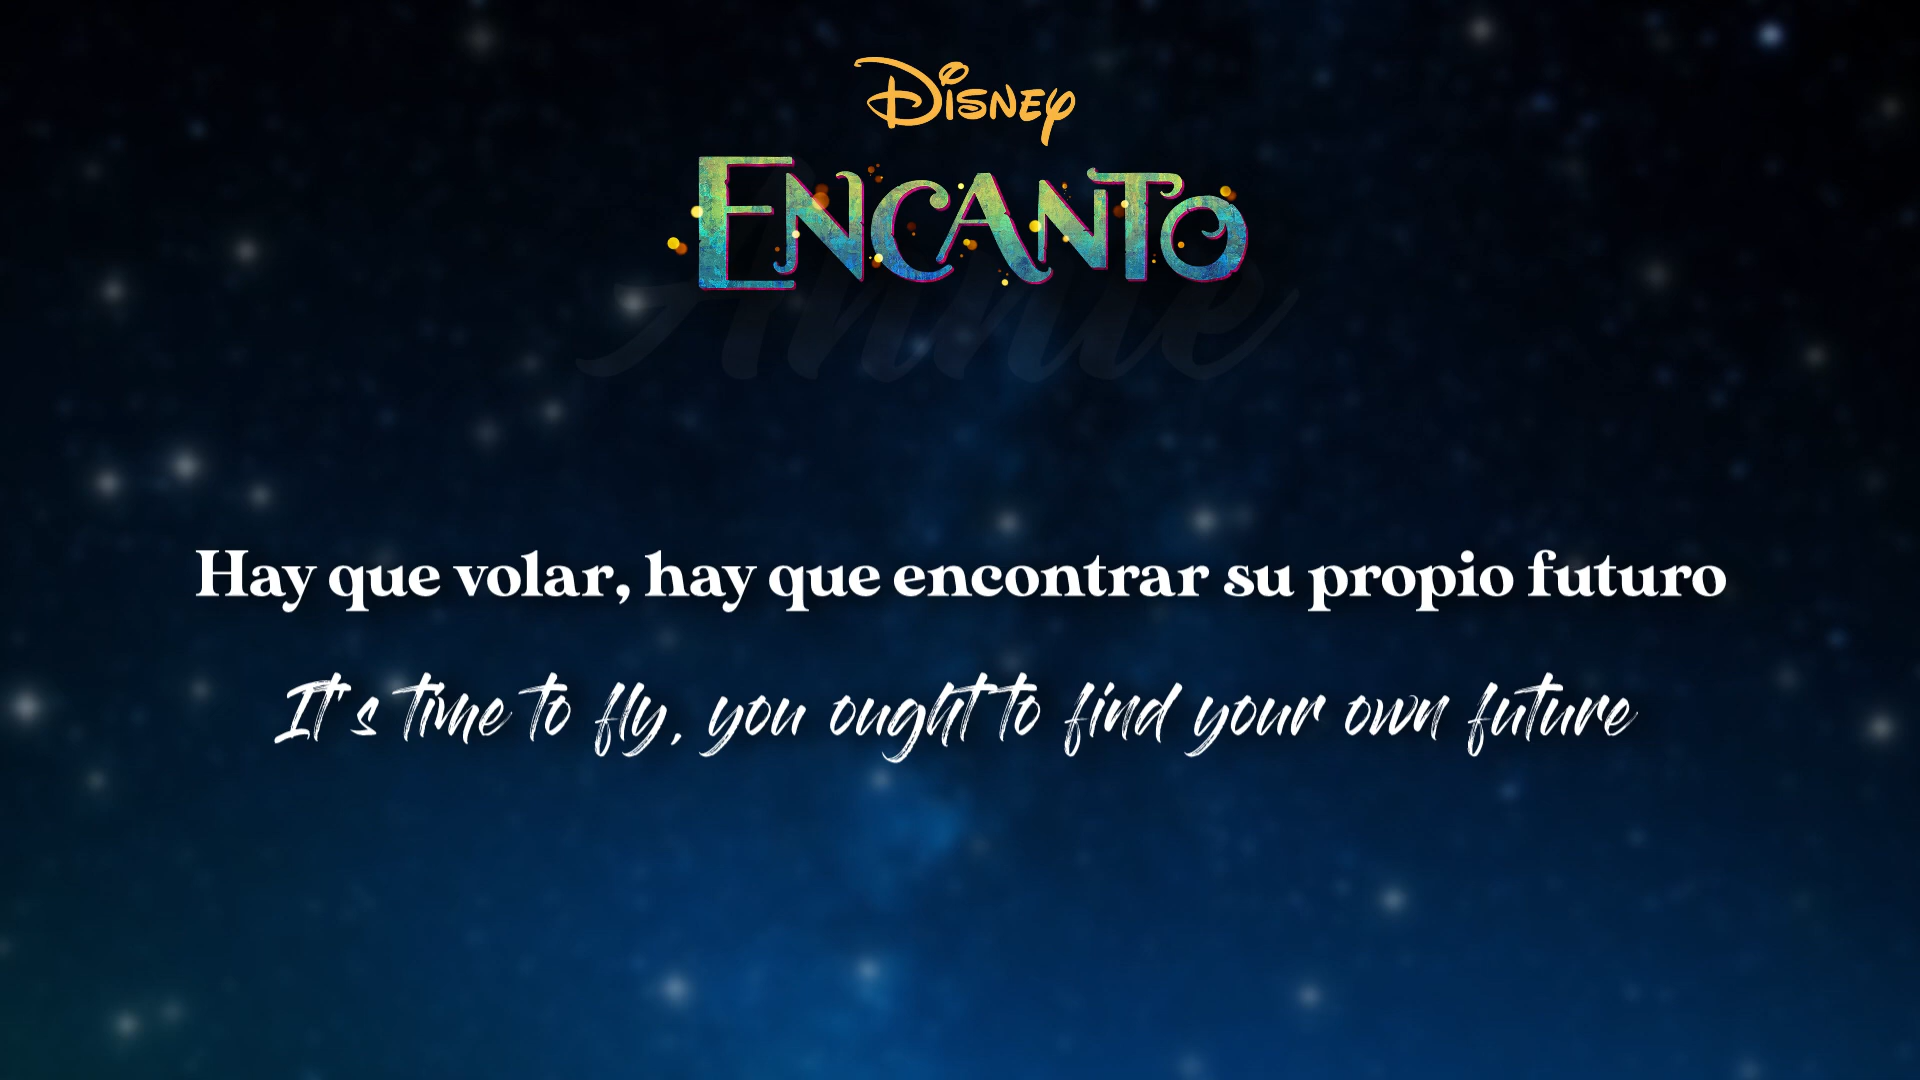 Disney
ENCANTO
Annie
Hay que volar, hay que encontrar su propio futuro
It's time to fly, you ought to find your own future